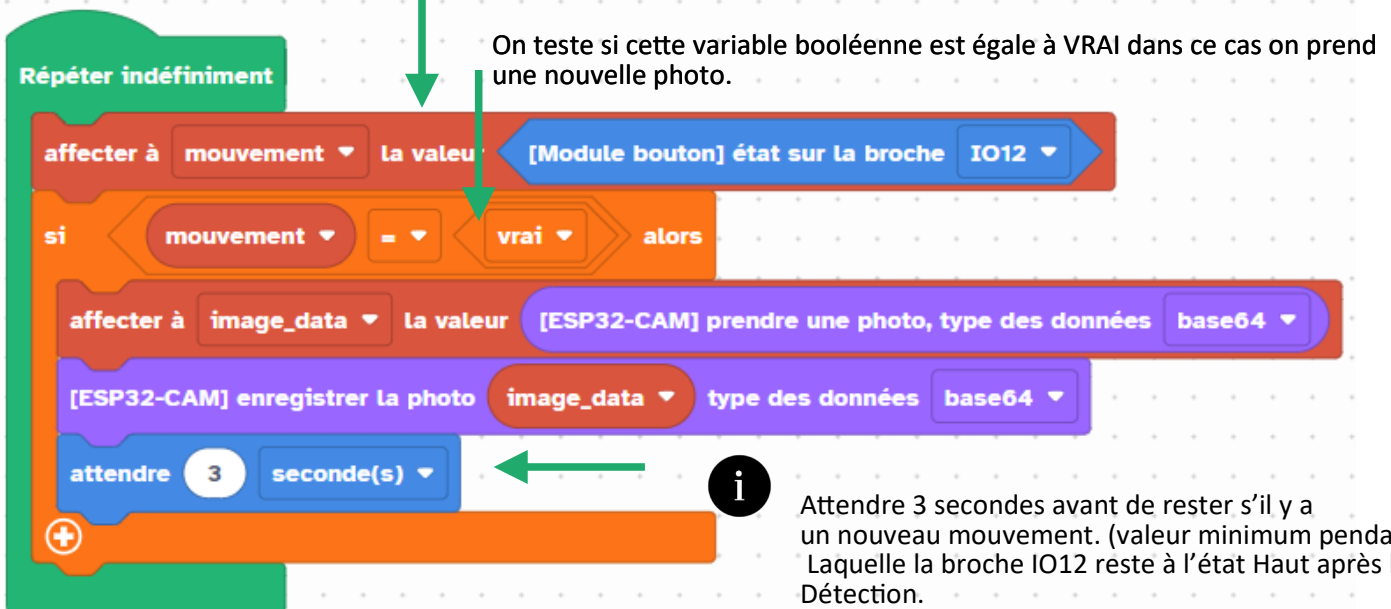 On teste si cette variable booléenne est égale à VRAI dans ce cas on prend
une nouvelle photo.
Répéter indéfiniment
affecter à mouvement la valeur [Module bouton] état sur la broche IO12
si mouvement = vrai alors
affecter à image_data la valeur [ESP32-CAM] prendre une photo, type des données base64
[ESP32-CAM] enregistrer la photo image_data type des données base64
attendre 3 seconde(s)
i
Attendre 3 secondes avant de rester s’il y a
un nouveau mouvement. (valeur minimum penda
Laquelle la broche IO12 reste à l’état Haut après
Détection.